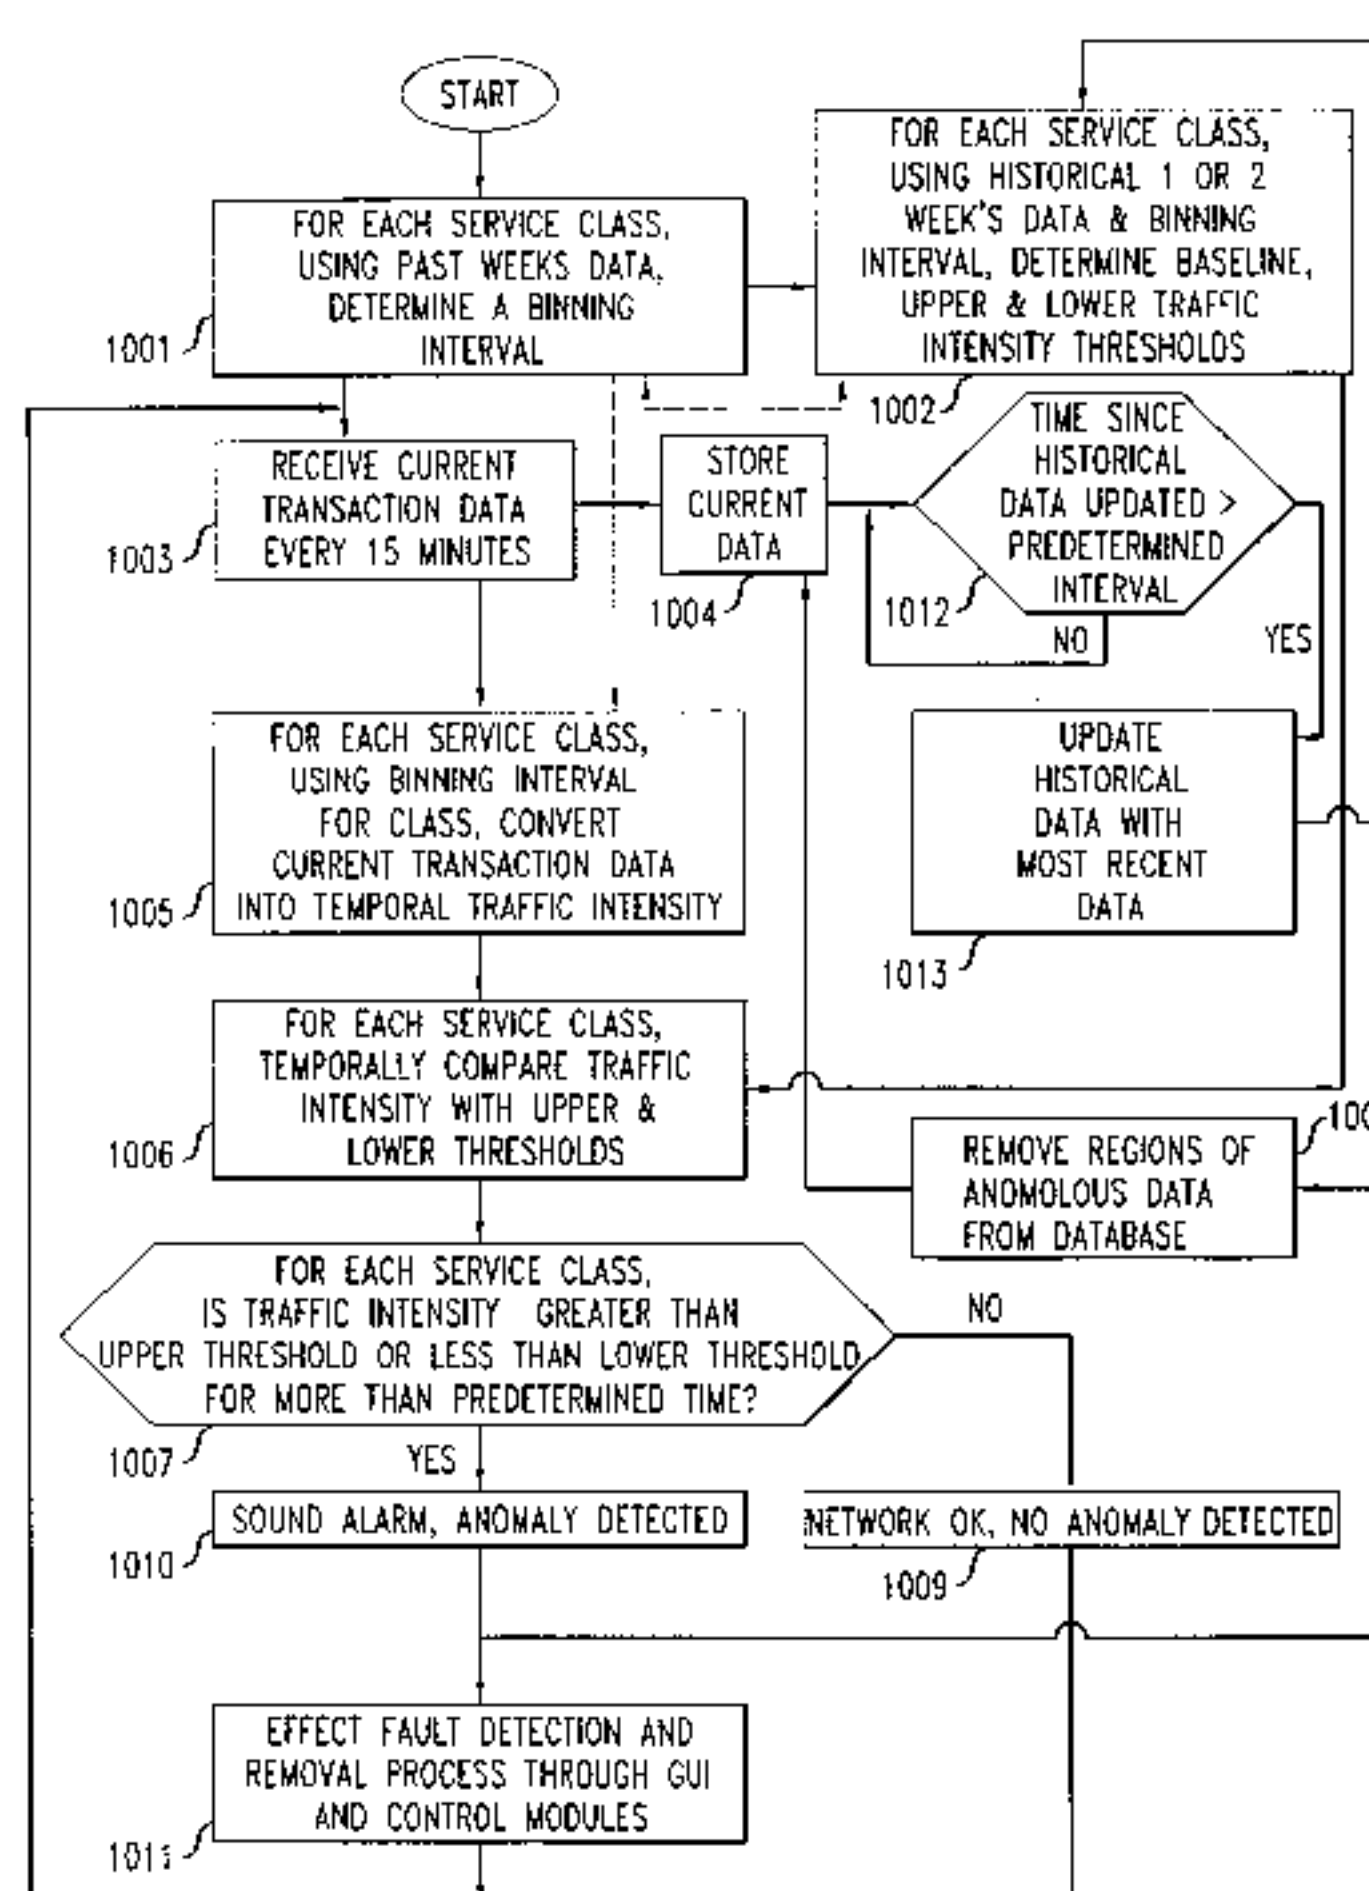 START
FOR EACH SERVICE CLASS,
USING PAST WEEKS DATA,
DETERMINE A BINNING
INTERVAL
1001
FOR EACH SERVICE CLASS,
USING HISTORICAL 1 OR 2
WEEK'S DATA & BINNING
INTERVAL, DETERMINE BASELINE,
UPPER & LOWER TRAFFIC
INTENSITY THRESHOLDS
1002
RECEIVE CURRENT
TRANSACTION DATA
EVERY 15 MINUTES
1003
STORE
CURRENT
DATA
1004
TIME SINCE
HISTORICAL
DATA UPDATED >
PREDETERMINED
INTERVAL
1012
NO
YES
FOR EACH SERVICE CLASS,
USING BINNING INTERVAL
FOR CLASS, CONVERT
CURRENT TRANSACTION DATA
INTO TEMPORAL TRAFFIC INTENSITY
1005
UPDATE
HISTORICAL
DATA WITH
MOST RECENT
DATA
1013
FOR EACH SERVICE CLASS,
TEMPORALLY COMPARE TRAFFIC
INTENSITY WITH UPPER &
LOWER THRESHOLDS
1006
REMOVE REGIONS OF
ANOMOLOUS DATA
FROM DATABASE
FOR EACH SERVICE CLASS,
IS TRAFFIC INTENSITY GREATER THAN
UPPER THRESHOLD OR LESS THAN LOWER THRESHOLD
FOR MORE THAN PREDETERMINED TIME?
1007
NO
YES
SOUND ALARM, ANOMALY DETECTED
1010
NETWORK OK, NO ANOMALY DETECTED
1009
EFFECT FAULT DETECTION AND
REMOVAL PROCESS THROUGH GUI
AND CONTROL MODULES
1011